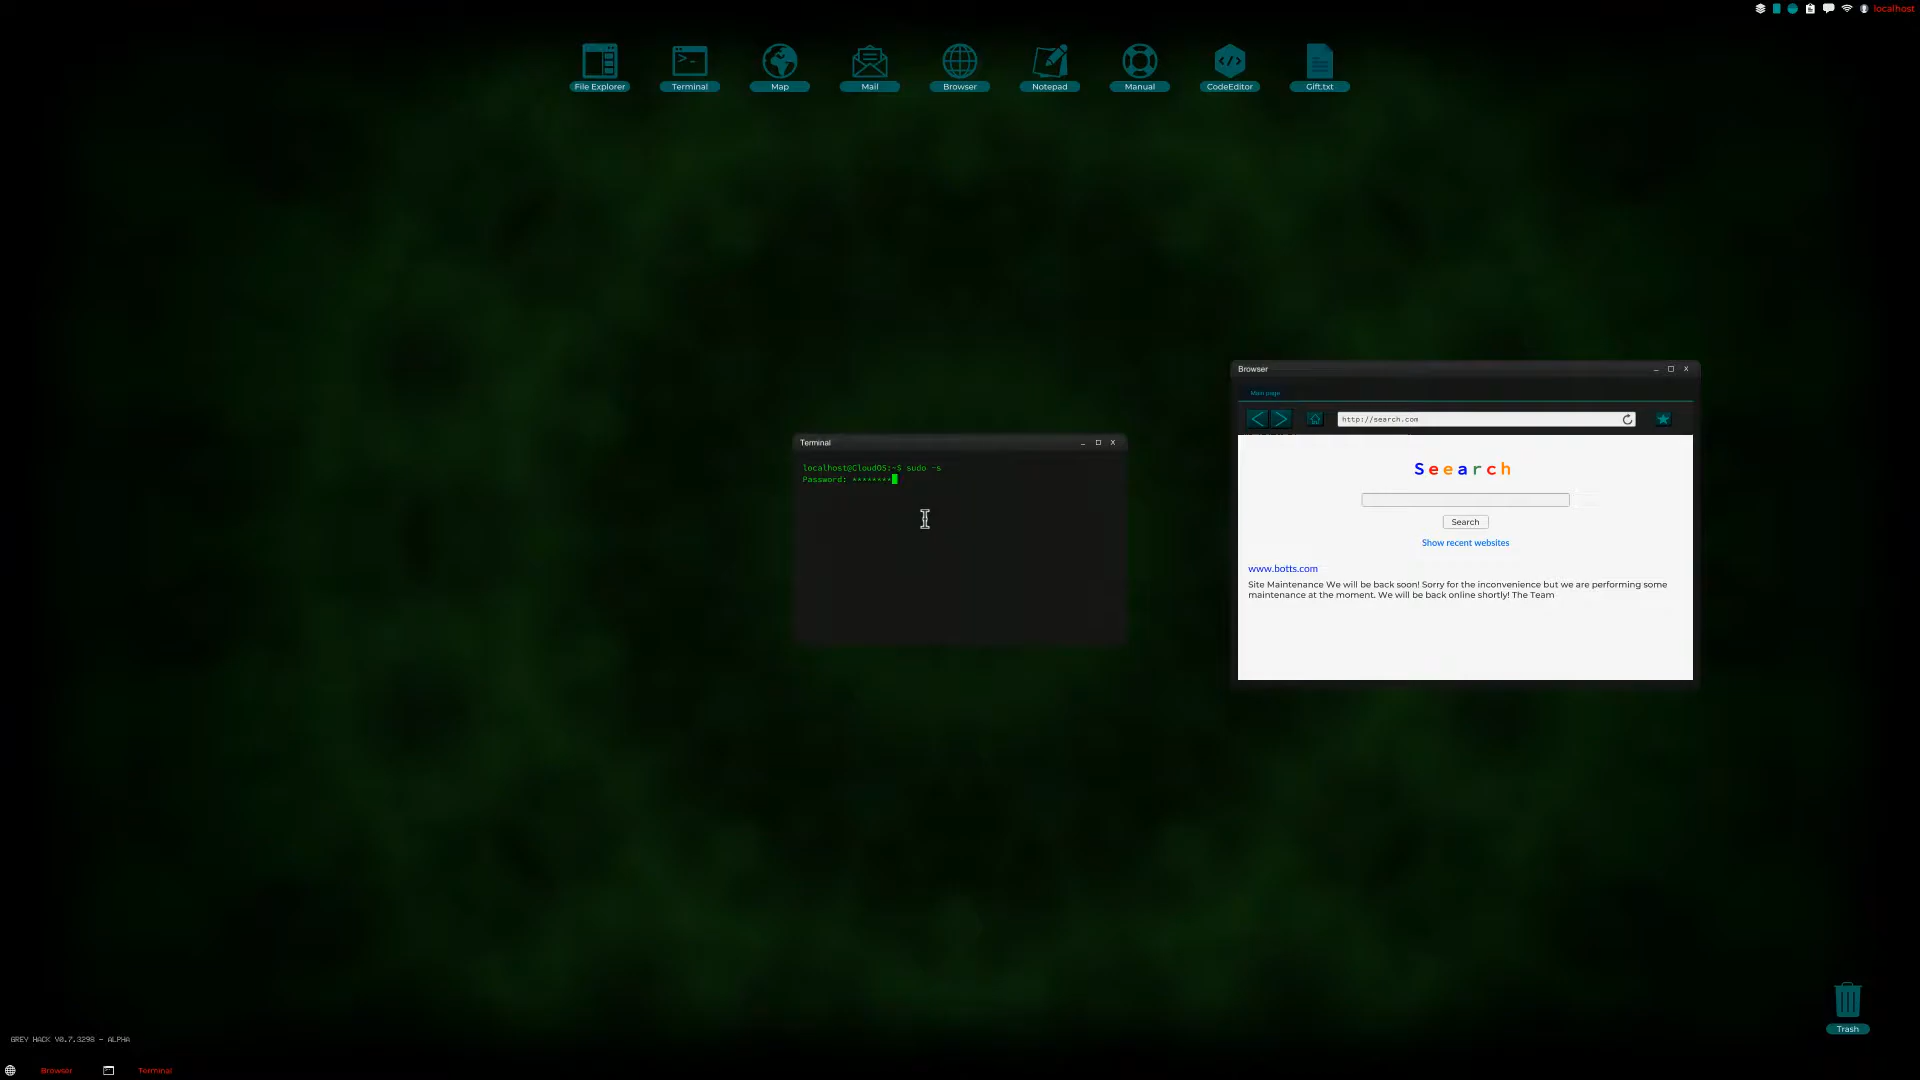 localhost
File Explorer
Terminal
Map
Mail
Browser
Notepad
Manual
CodeEditor
Gift.txt
Browser
Main page
http://search.com
Seearch
Search
Show recent websites
www.botts.com
Site Maintenance We will be back soon! Sorry for the inconvenience but we are performing some
maintenance at the moment. We will be back online shortly! The Team
Terminal
localhost@CloudOS:~$ sudo -s
Password: ********
Trash
GREY HACK V0.7.3298 - ALPHA
Browser
Terminal